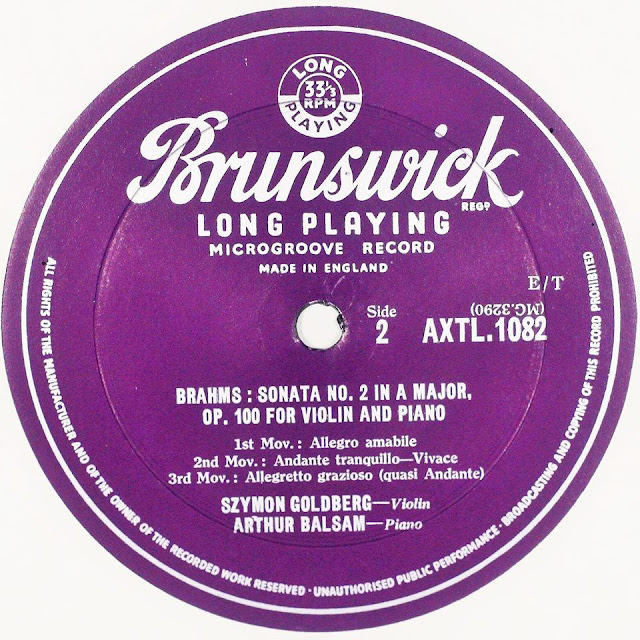 LONG
33⅓
RPM
PLAYING
Brunswick
REGD
LONG PLAYING
MICROGROOVE RECORD
MADE IN ENGLAND
E/T
(MG.3290)
Side
2
AXTL.1082
BRAHMS : SONATA NO. 2 IN A MAJOR,
OP. 100 FOR VIOLIN AND PIANO
1st Mov. : Allegro amabile
2nd Mov. : Andante tranquillo—Vivace
3rd Mov. : Allegretto grazioso (quasi Andante)
SZYMON GOLDBERG—Violin
ARTHUR BALSAM—Piano
ALL RIGHTS OF THE MANUFACTURER AND OF THE OWNER OF THE RECORDED WORK RESERVED · UNAUTHORISED PUBLIC PERFORMANCE · BROADCASTING AND COPYING OF THIS RECORD PROHIBITED